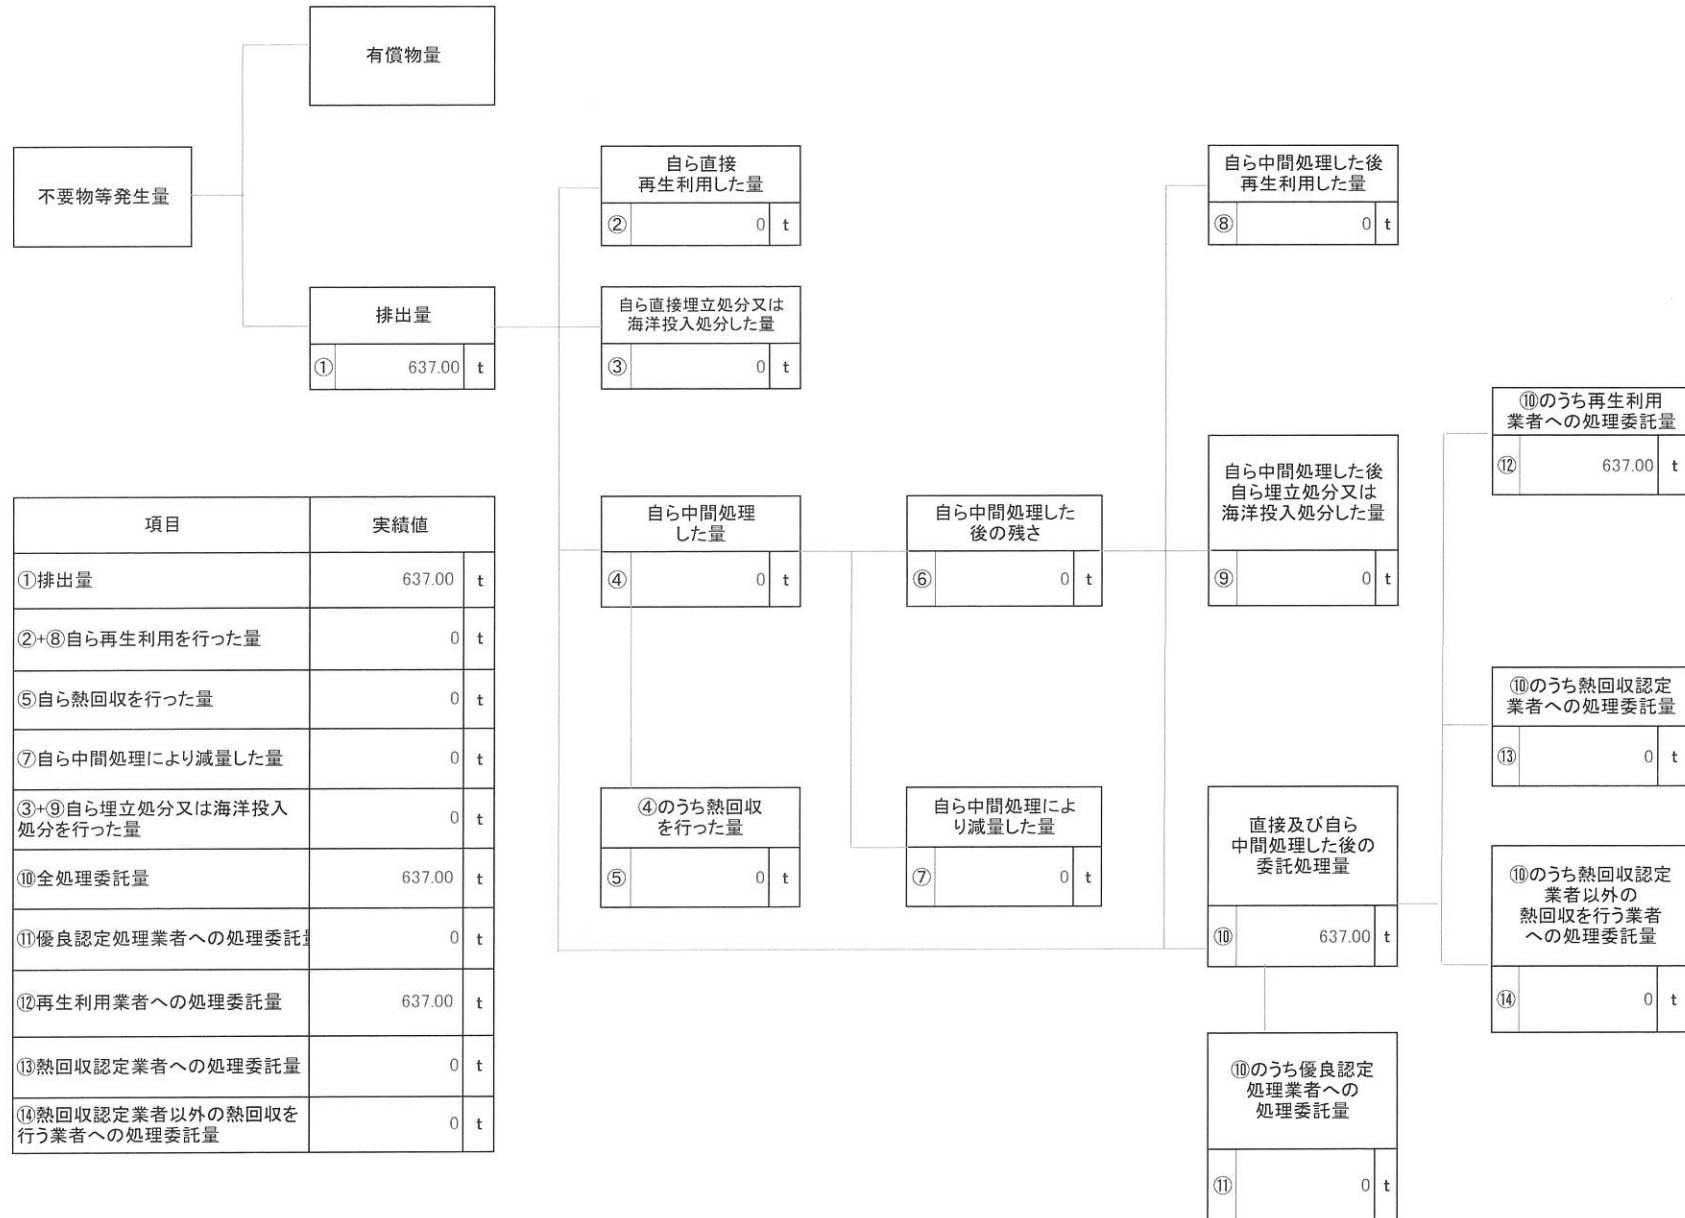 有償物量
不要物等発生量
排出量
① 637.00 t
自ら直接
再生利用した量
② 0 t
自ら直接埋立処分又は
海洋投入処分した量
③ 0 t
自ら中間処理
した量
④ 0 t
④のうち熱回収
を行った量
⑤ 0 t
自ら中間処理した
後の残さ
⑥ 0 t
自ら中間処理によ
り減量した量
⑦ 0 t
自ら中間処理した後
再生利用した量
⑧ 0 t
自ら中間処理した後
自ら埋立処分又は
海洋投入処分した量
⑨ 0 t
直接及び自ら
中間処理した後の
委託処理量
⑩ 637.00 t
⑩のうち優良認定
処理業者への
処理委託量
⑪ 0 t
⑩のうち再生利用
業者への処理委託量
⑫ 637.00 t
⑩のうち熱回収認定
業者への処理委託量
⑬ 0 t
⑩のうち熱回収認定
業者以外の
熱回収を行う業者
への処理委託量
⑭ 0 t
項目 実績値
①排出量 637.00 t
②+⑧自ら再生利用を行った量 0 t
⑤自ら熱回収を行った量 0 t
⑦自ら中間処理により減量した量 0 t
③+⑨自ら埋立処分又は海洋投入
処分を行った量 0 t
⑩全処理委託量 637.00 t
⑪優良認定処理業者への処理委託 0 t
⑫再生利用業者への処理委託量 637.00 t
⑬熱回収認定業者への処理委託量 0 t
⑭熱回収認定業者以外の熱回収を
行う業者への処理委託量 0 t